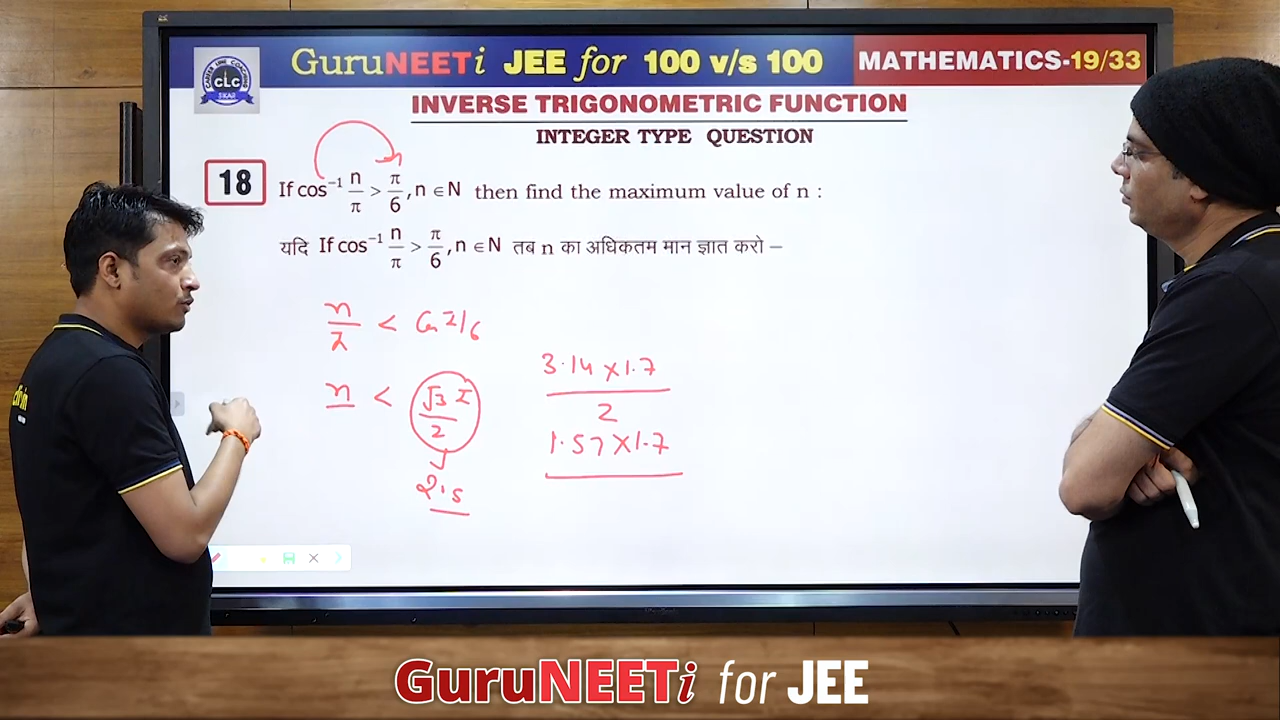 GuruNEETi JEE for 100 v/s 100
MATHEMATICS-19/33
CLC
SIKAR
INVERSE TRIGONOMETRIC FUNCTION
INTEGER TYPE QUESTION
18
If cos⁻¹ n/π > π/6, n ∈ N then find the maximum value of n :
यदि If cos⁻¹ n/π > π/6, n ∈ N तब n का अधिकतम मान ज्ञात करो –
n/π < Cos π/6
n < √3 π/2
2.5
3.14 × 1.7
2
1.57 × 1.7
GuruNEETi for JEE